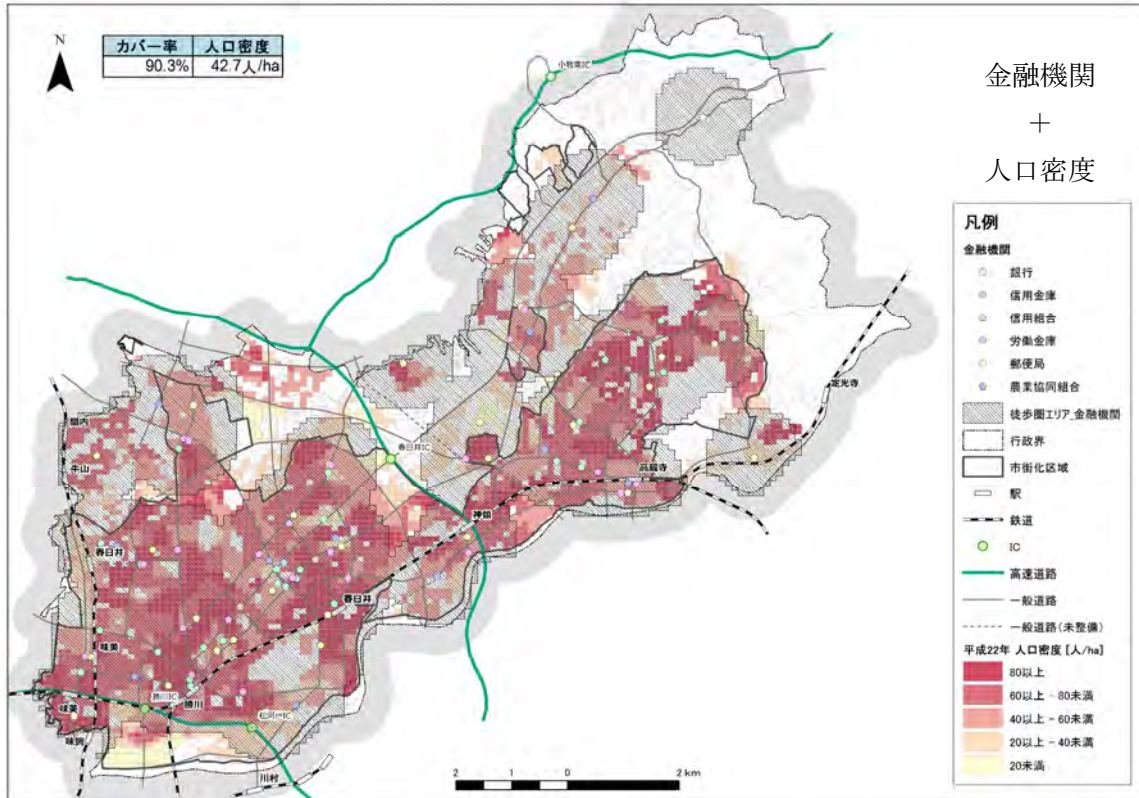 N
カバー率 人口密度
90.3% 42.7人/ha
金融機関
+
人口密度
小牧東IC
凡例
金融機関
銀行
信用金庫
信用組合
労働金庫
郵便局
農業協同組合
徒歩圏エリア_金融機関
行政界
市街化区域
駅
鉄道
IC
高速道路
一般道路
一般道路(未整備)
平成22年 人口密度 [人/ha]
80以上
60以上 - 80未満
40以上 - 60未満
20以上 - 40未満
20未満
定光寺
間内
牛山
春日井IC
高蔵寺
神領
春日井
春日井
味美
勝川IC
勝川
味美
松河戸IC
味鋺
川村
2 1 0 2 km